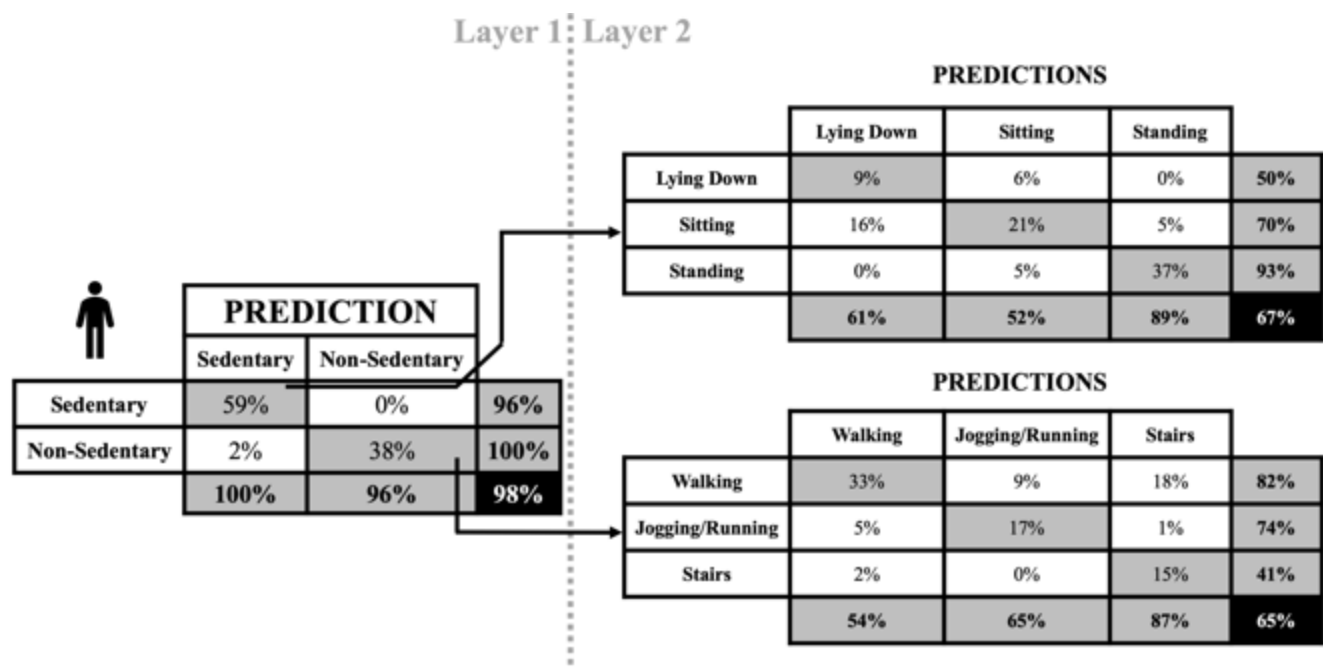 Layer 1 Layer 2
PREDICTIONS
Lying Down Sitting Standing
Lying Down 9% 6% 0% 50%
Sitting 16% 21% 5% 70%
Standing 0% 5% 37% 93%
61% 52% 89% 67%
PREDICTION
Sedentary Non-Sedentary
Sedentary 59% 0% 96%
Non-Sedentary 2% 38% 100%
100% 96% 98%
PREDICTIONS
Walking Jogging/Running Stairs
Walking 33% 9% 18% 82%
Jogging/Running 5% 17% 1% 74%
Stairs 2% 0% 15% 41%
54% 65% 87% 65%